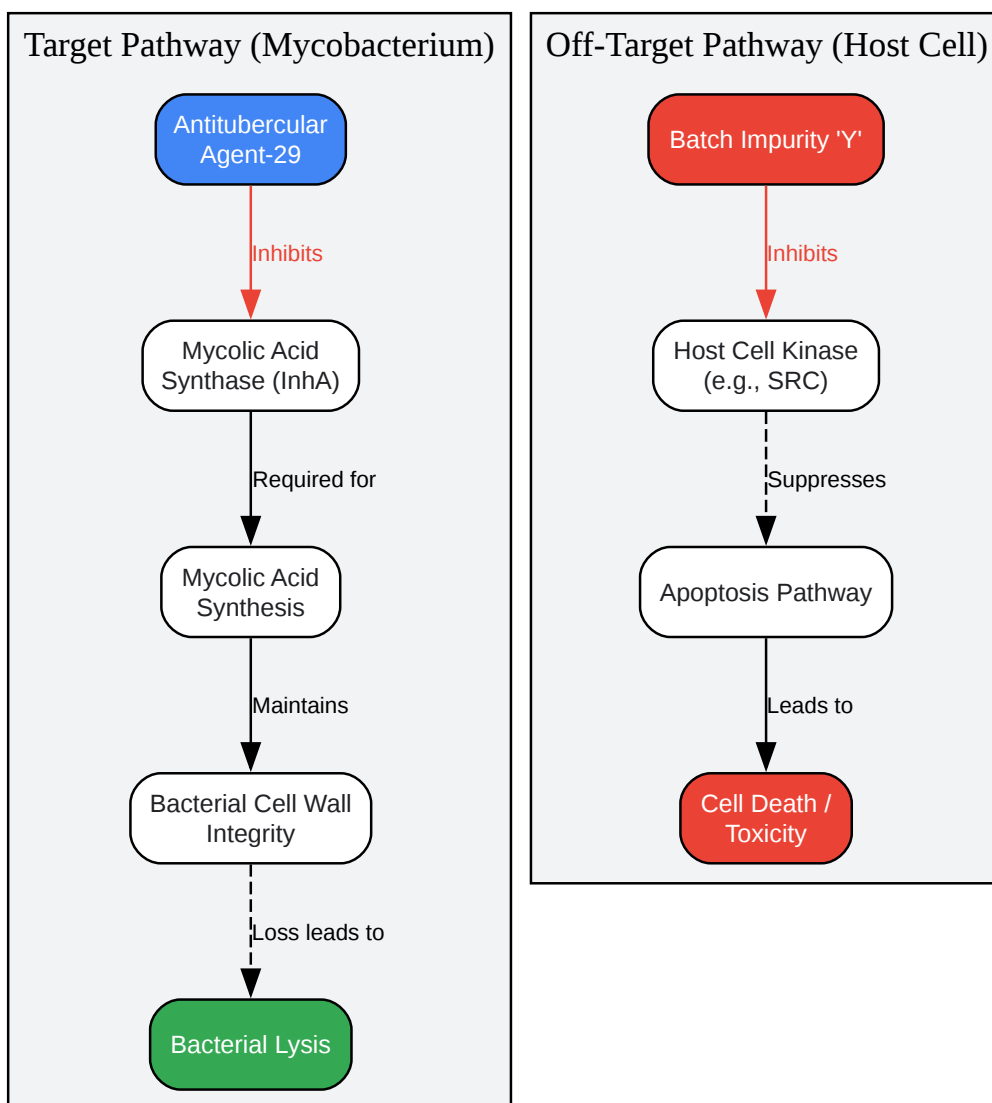 Target Pathway (Mycobacterium)
Antitubercular
Agent-29
Inhibits
Mycolic Acid
Synthase (InhA)
Required for
Mycolic Acid
Synthesis
Maintains
Bacterial Cell Wall
Integrity
Loss leads to
Bacterial Lysis
Off-Target Pathway (Host Cell)
Batch Impurity 'Y'
Inhibits
Host Cell Kinase
(e.g., SRC)
Suppresses
Apoptosis Pathway
Leads to
Cell Death /
Toxicity